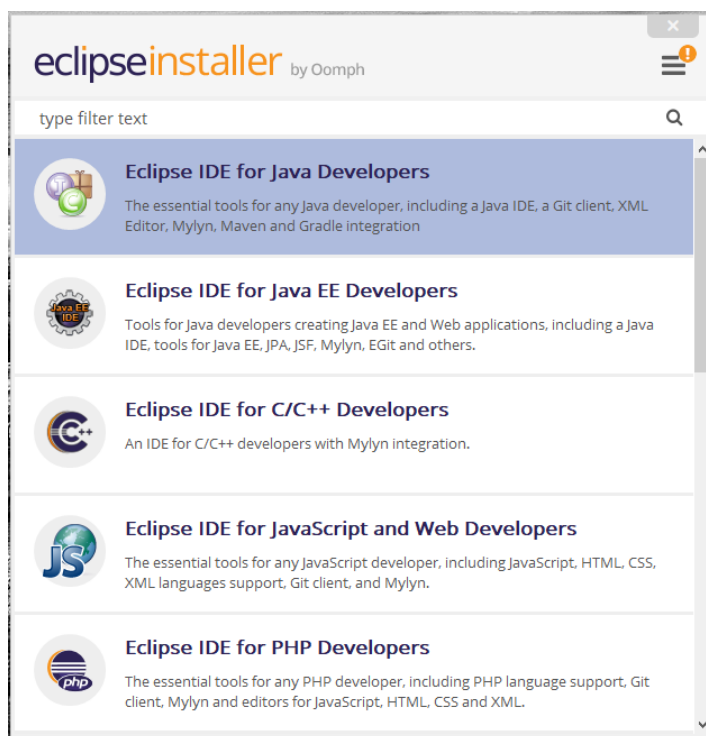 eclipseinstaller by Oomph
type filter text
Eclipse IDE for Java Developers
The essential tools for any Java developer, including a Java IDE, a Git client, XML
Editor, Mylyn, Maven and Gradle integration
Java EE
IDE
Eclipse IDE for Java EE Developers
Tools for Java developers creating Java EE and Web applications, including a Java
IDE, tools for Java EE, JPA, JSF, Mylyn, EGit and others.
C++
Eclipse IDE for C/C++ Developers
An IDE for C/C++ developers with Mylyn integration.
JS
Eclipse IDE for JavaScript and Web Developers
The essential tools for any JavaScript developer, including JavaScript, HTML, CSS,
XML languages support, Git client, and Mylyn.
php
Eclipse IDE for PHP Developers
The essential tools for any PHP developer, including PHP language support, Git
client, Mylyn and editors for JavaScript, HTML, CSS and XML.